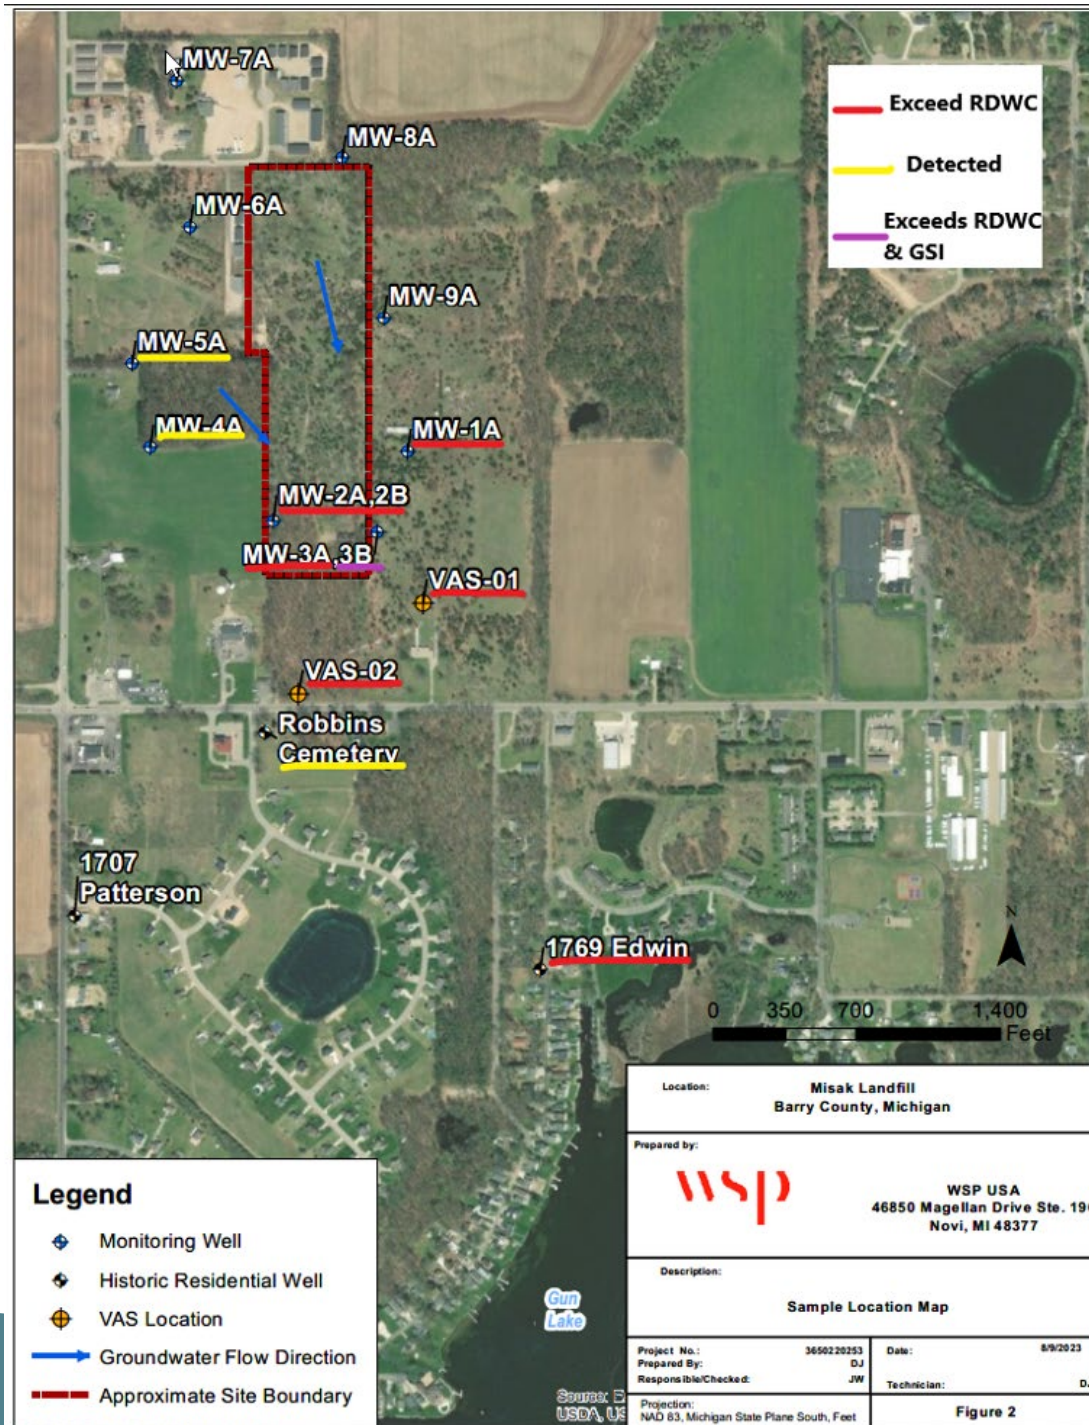 MW-7A
MW-8A
MW-6A
MW-9A
MW-5A
MW-4A
MW-1A
MW-2A,2B
MW-3A,3B
VAS-01
VAS-02
Robbins
Cemetery
1707
Patterson
1769 Edwin
Exceed RDWC
Detected
Exceeds RDWC
& GSI
N
0 350 700 1,400
Feet
Gun
Lake
Legend
Monitoring Well
Historic Residential Well
VAS Location
Groundwater Flow Direction
Approximate Site Boundary
Source:
USDA,
Location: Misak Landfill
Barry County, Michigan
Prepared by:
wsp
WSP USA
46850 Magellan Drive Ste.
Novi, MI 48377
Description:
Sample Location Map
Project No.: 3650220253
Prepared By: DJ
Responsible/Checked: JW
Date: 8/9/2023
Technician:
Projection:
NAD 83, Michigan State Plane South, Feet
Figure 2